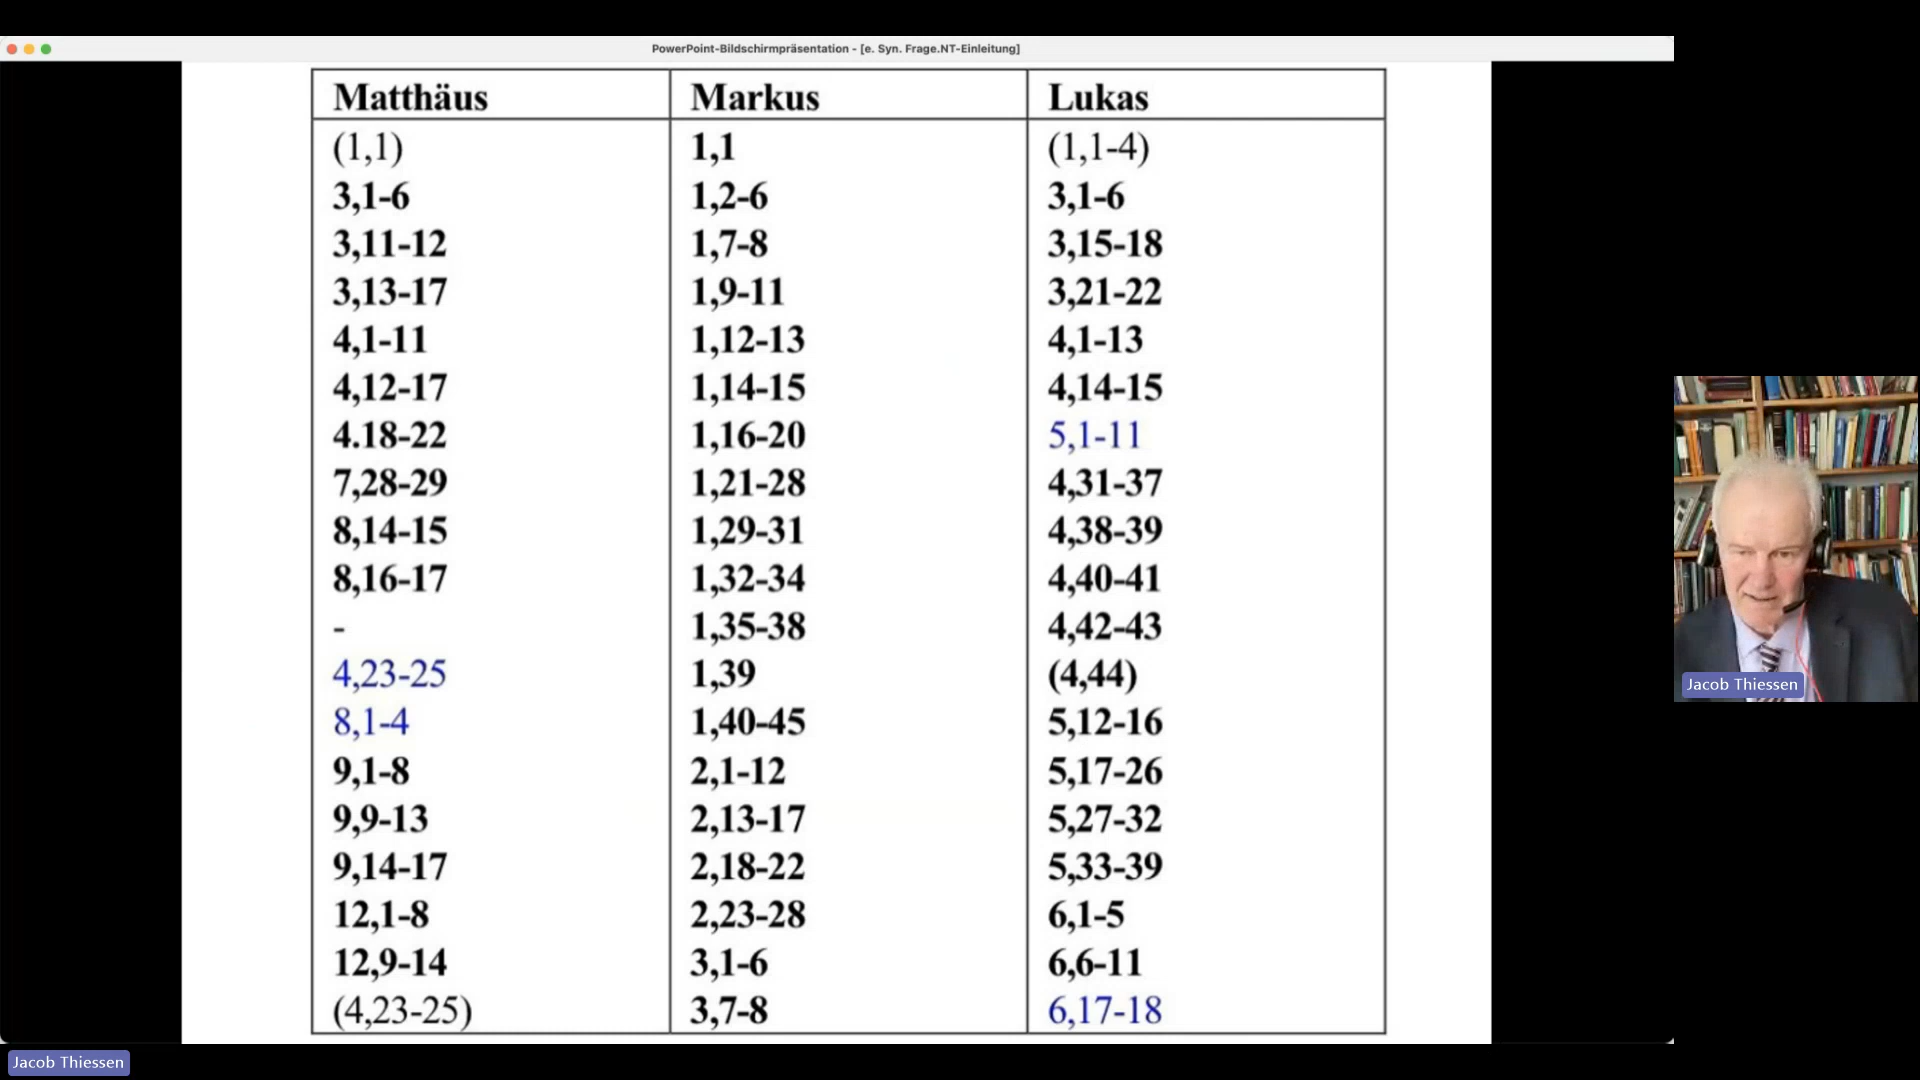 PowerPoint-Bildschirmpräsentation - [e. Syn. Frage.NT-Einleitung]
Matthäus Markus Lukas
(1,1) 1,1 (1,1-4)
3,1-6 1,2-6 3,1-6
3,11-12 1,7-8 3,15-18
3,13-17 1,9-11 3,21-22
4,1-11 1,12-13 4,1-13
4,12-17 1,14-15 4,14-15
4.18-22 1,16-20 5,1-11
7,28-29 1,21-28 4,31-37
8,14-15 1,29-31 4,38-39
8,16-17 1,32-34 4,40-41
- 1,35-38 4,42-43
4,23-25 1,39 (4,44)
8,1-4 1,40-45 5,12-16
9,1-8 2,1-12 5,17-26
9,9-13 2,13-17 5,27-32
9,14-17 2,18-22 5,33-39
12,1-8 2,23-28 6,1-5
12,9-14 3,1-6 6,6-11
(4,23-25) 3,7-8 6,17-18
Jacob Thiessen
Jacob Thiessen